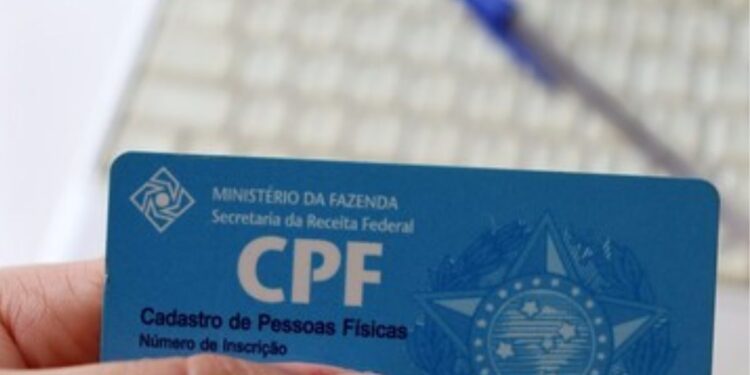 MINISTÉRIO DA FAZENDA
Secretaria da Receita Federal
CPF
Cadastro de Pessoas Físicas
Número de Inscrição